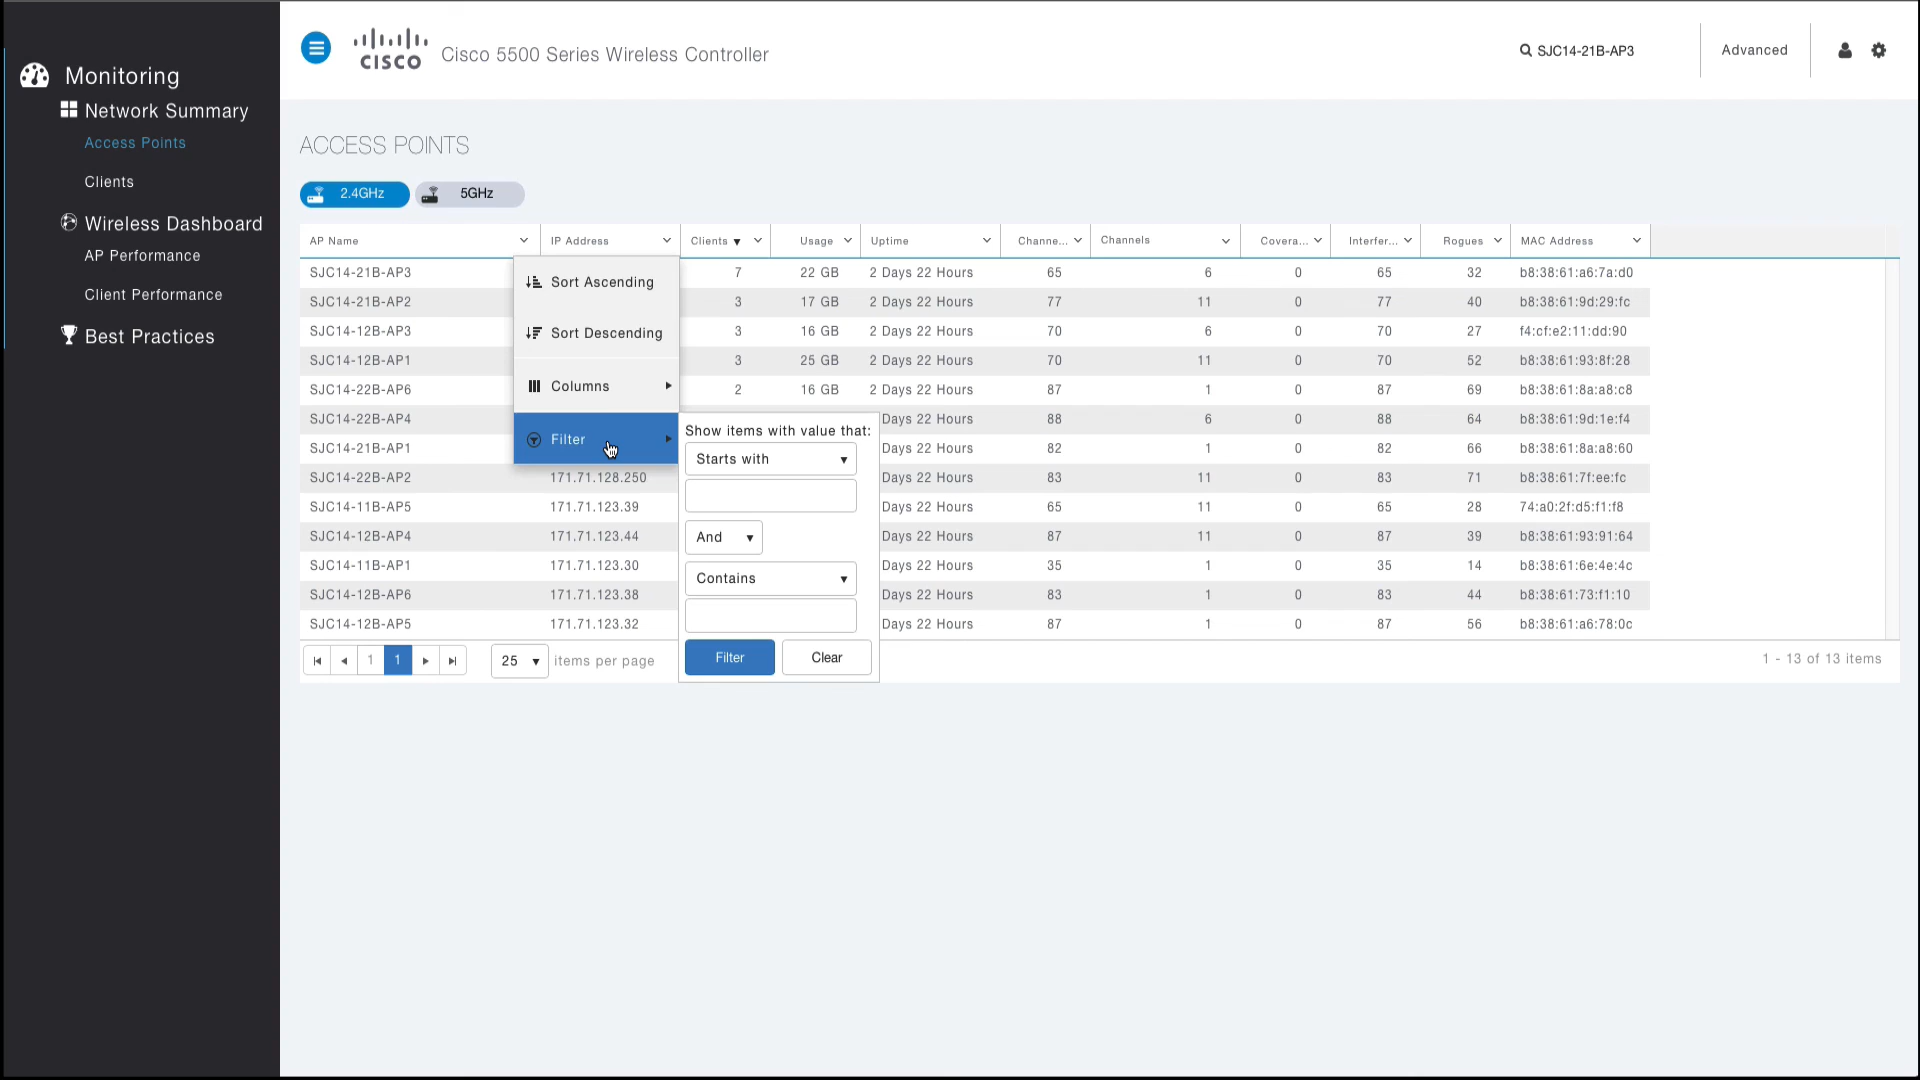 Monitoring
Network Summary
Access Points
Clients
Wireless Dashboard
AP Performance
Client Performance
Best Practices
CISCO Cisco 5500 Series Wireless Controller
SJC14-21B-AP3 Advanced
ACCESS POINTS
2.4GHz 5GHz
AP Name IP Address Clients Usage Uptime Channe... Channels Covera... Interfer... Rogues MAC Address
SJC14-21B-AP3 7 22 GB 2 Days 22 Hours 65 6 0 65 32 b8:38:61:a6:7a:d0
SJC14-21B-AP2 3 17 GB 2 Days 22 Hours 77 11 0 77 40 b8:38:61:9d:29:fc
SJC14-12B-AP3 3 16 GB 2 Days 22 Hours 70 6 0 70 27 f4:cf:e2:11:dd:90
SJC14-12B-AP1 3 25 GB 2 Days 22 Hours 70 11 0 70 52 b8:38:61:93:8f:28
SJC14-22B-AP6 2 16 GB 2 Days 22 Hours 87 1 0 87 69 b8:38:61:8a:a8:c8
SJC14-22B-AP4 Days 22 Hours 88 6 0 88 64 b8:38:61:9d:1e:f4
SJC14-21B-AP1 Days 22 Hours 82 1 0 82 66 b8:38:61:8a:a8:60
SJC14-22B-AP2 171.71.128.250 Days 22 Hours 83 11 0 83 71 b8:38:61:7f:ee:fc
SJC14-11B-AP5 171.71.123.39 Days 22 Hours 65 11 0 65 28 74:a0:2f:d5:f1:f8
SJC14-12B-AP4 171.71.123.44 Days 22 Hours 87 11 0 87 39 b8:38:61:93:91:64
SJC14-11B-AP1 171.71.123.30 Days 22 Hours 35 1 0 35 14 b8:38:61:6e:4e:4c
SJC14-12B-AP6 171.71.123.38 Days 22 Hours 83 1 0 83 44 b8:38:61:73:f1:10
SJC14-12B-AP5 171.71.123.32 Days 22 Hours 87 1 0 87 56 b8:38:61:a6:78:0c
Sort Ascending
Sort Descending
Columns
Filter
Show items with value that:
Starts with
And
Contains
Filter Clear
1 1 25 items per page 1 - 13 of 13 items